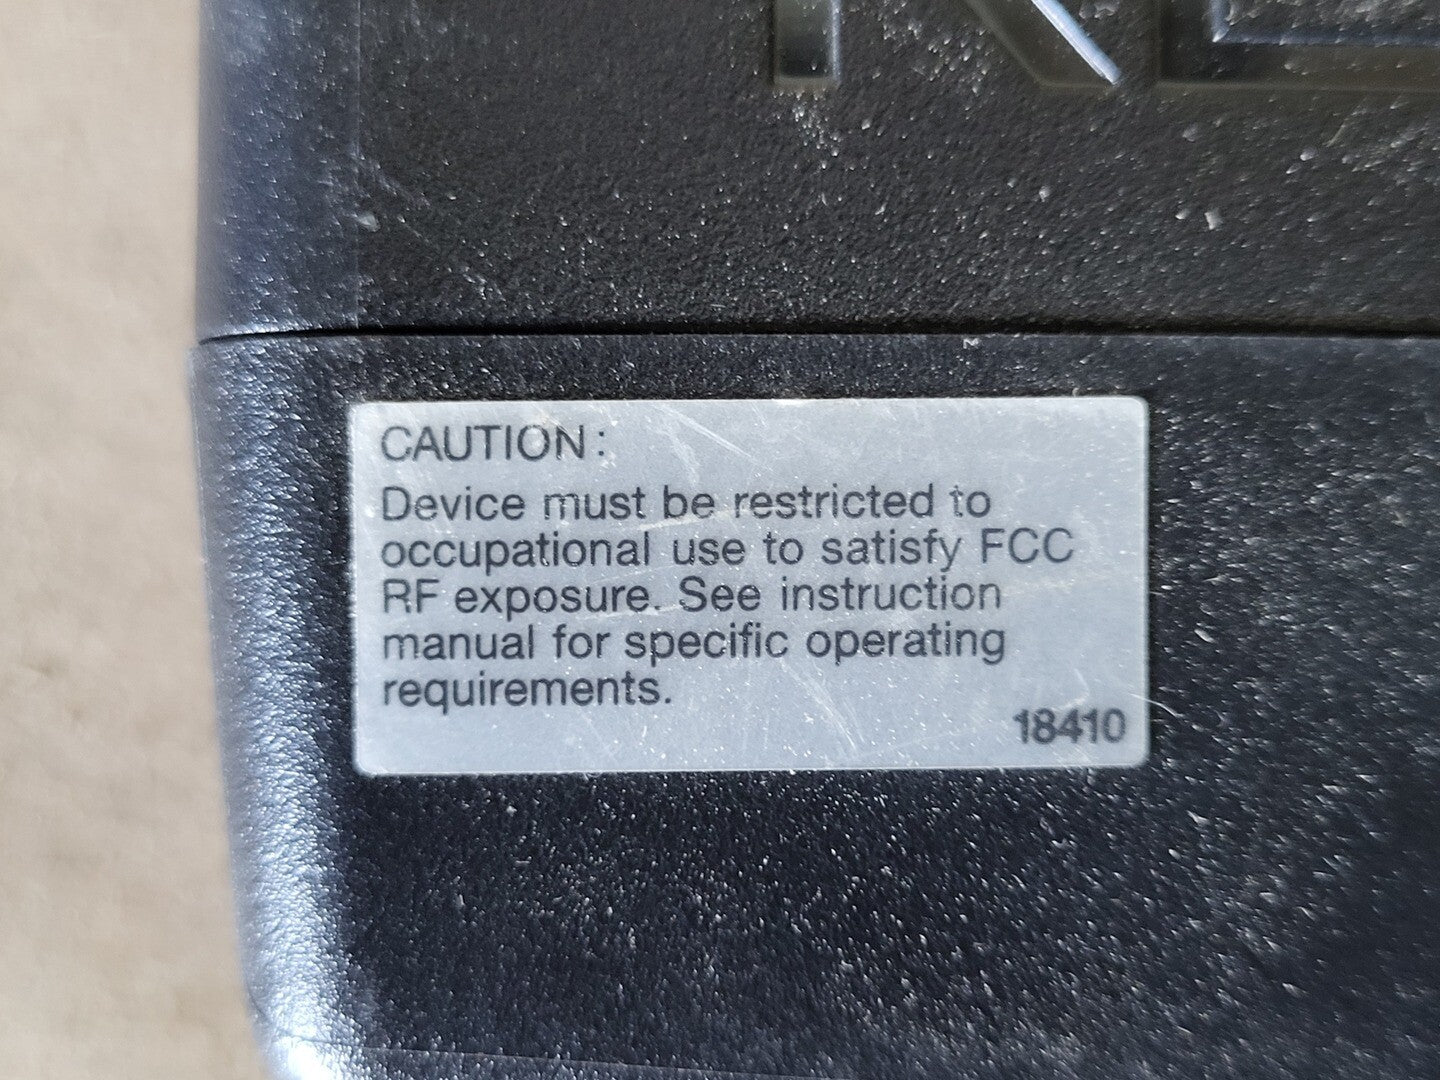 CAUTION:
Device must be restricted to
occupational use to satisfy FCC
RF exposure. See instruction
manual for specific operating
requirements.
18410